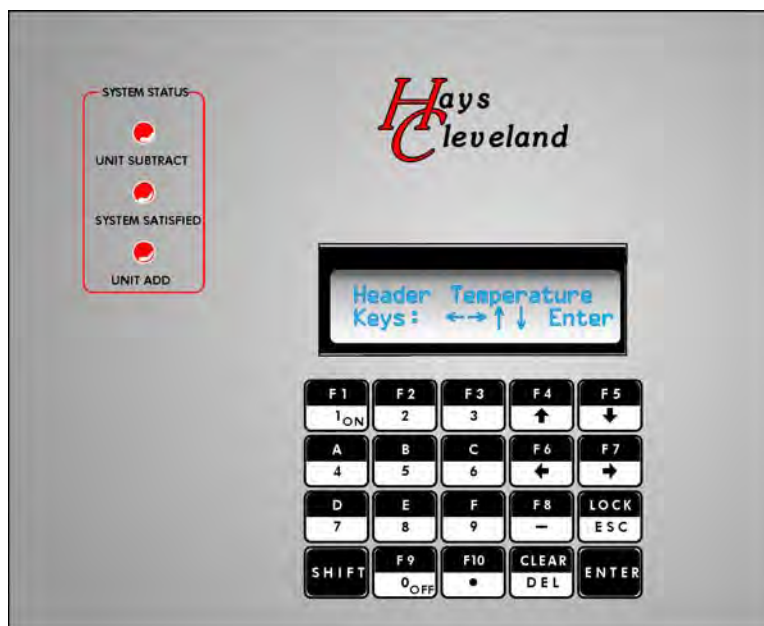 SYSTEM STATUS
UNIT SUBTRACT
SYSTEM SATISFIED
UNIT ADD
Hays
Cleveland
Header Temperature
Keys: ←→↑↓ Enter
F1 F2 F3 F4 F5
1ON 2 3 ↑ ↓
A B C F6 F7
4 5 6 ← →
D E F F8 LOCK
7 8 9 – ESC
SHIFT F9 F10 CLEAR ENTER
0OFF • DEL